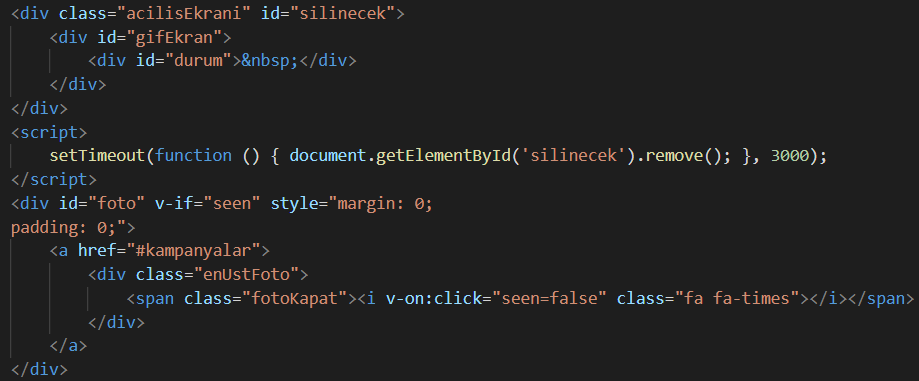 <div class="acilisEkrani" id="silinecek">
    <div id="gifEkran">
        <div id="durum">&nbsp;</div>
    </div>
</div>
<script>
    setTimeout(function () { document.getElementById('silinecek').remove(); }, 3000);
</script>
<div id="foto" v-if="seen" style="margin: 0;
padding: 0;">
    <a href="#kampanyalar">
        <div class="enUstFoto">
            <span class="fotoKapat"><i v-on:click="seen=false" class="fa fa-times"></i></span>
        </div>
    </a>
</div>